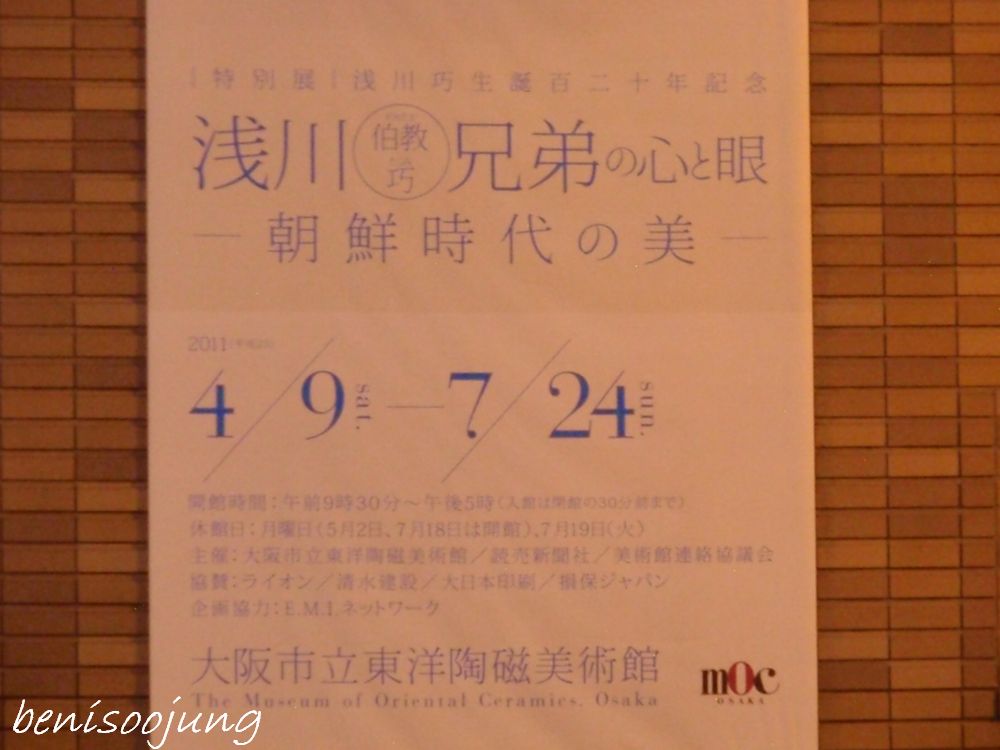 ［特別展］浅川巧生誕百二十年記念
浅川伯教巧兄弟の心と眼
―朝鮮時代の美―
2011(平成23)
4/9 sat.―7/24 sun.
開館時間：午前9時30分～午後5時（入館は閉館の30分前まで）
休館日：月曜日（5月2日、7月18日は開館）、7月19日（火）
主催：大阪市立東洋陶磁美術館／読売新聞社／美術館連絡協議会
協賛：ライオン／清水建設／大日本印刷／損保ジャパン
企画協力：E.M.I.ネットワーク
大阪市立東洋陶磁美術館
The Museum of Oriental Ceramics, Osaka
moc
OSAKA
benisoojung